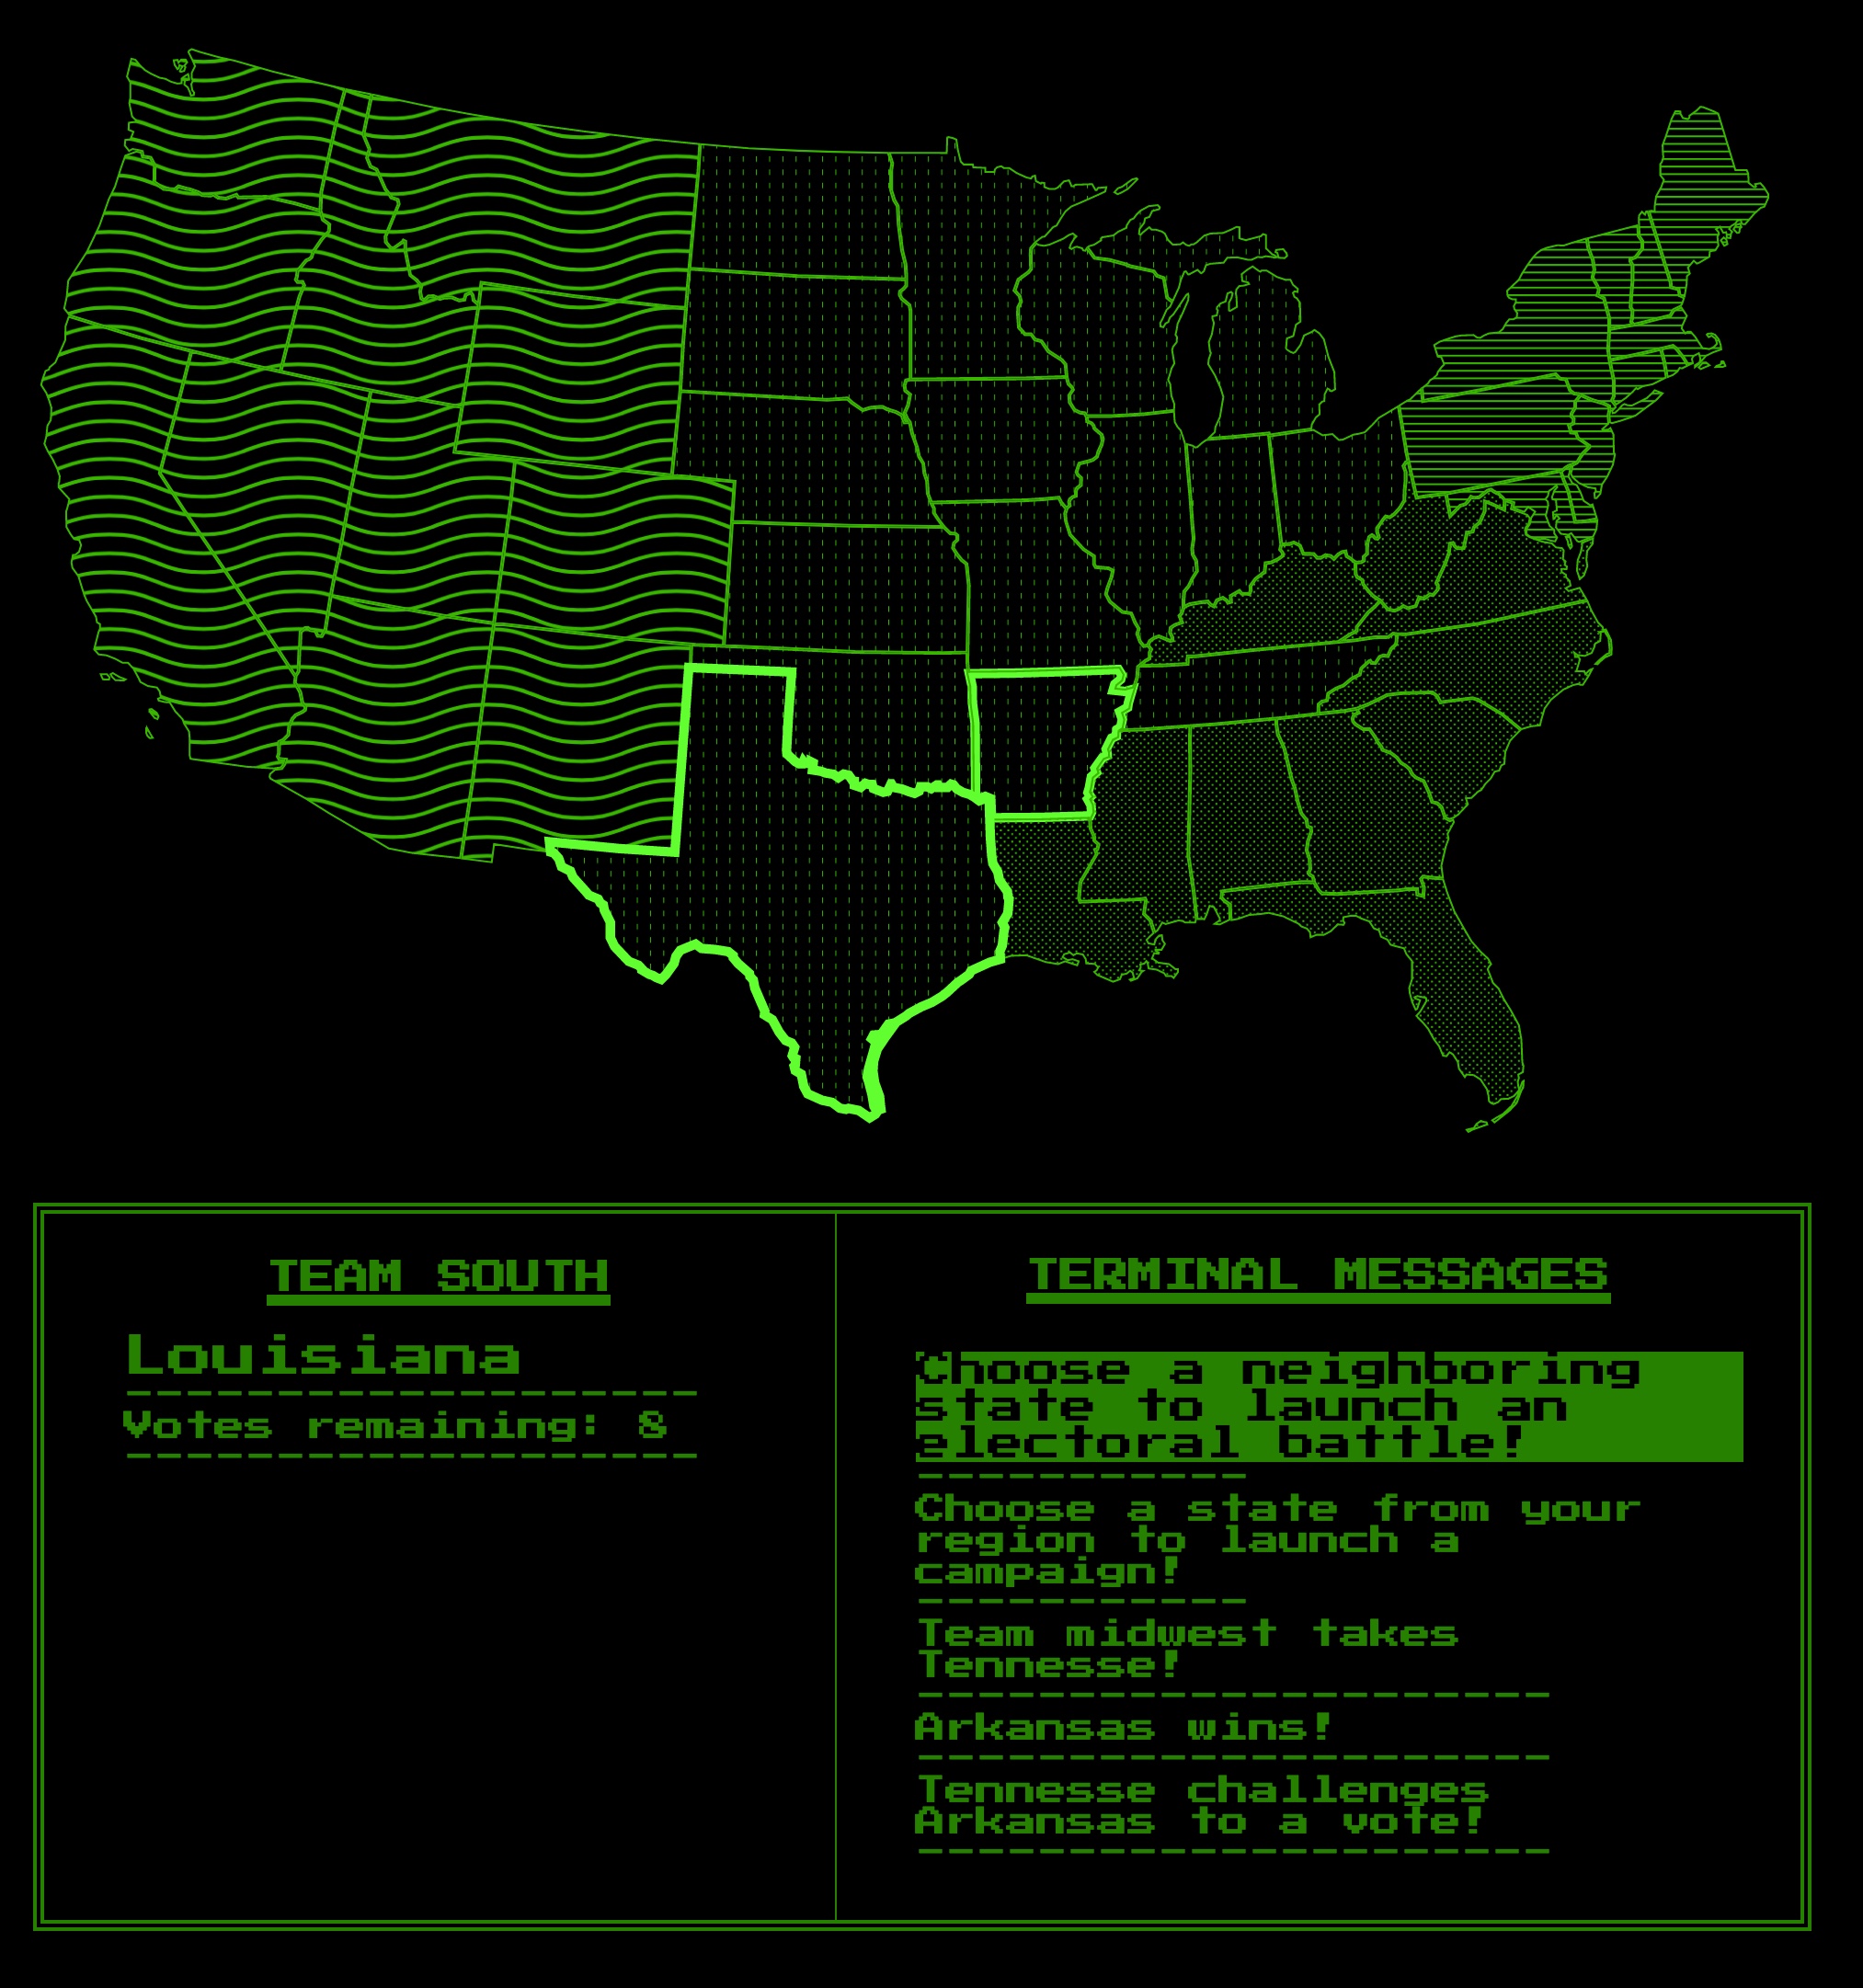 TEAM SOUTH
Louisiana
-------------------
Votes remaining: 8
-------------------
TERMINAL MESSAGES
Choose a neighboring
state to launch an
electoral battle!
-----------
Choose a state from your
region to launch a
campaign!
-----------
Team midwest takes
Tennesse!
---------------------
Arkansas wins!
---------------------
Tennesse challenges
Arkansas to a vote!
---------------------